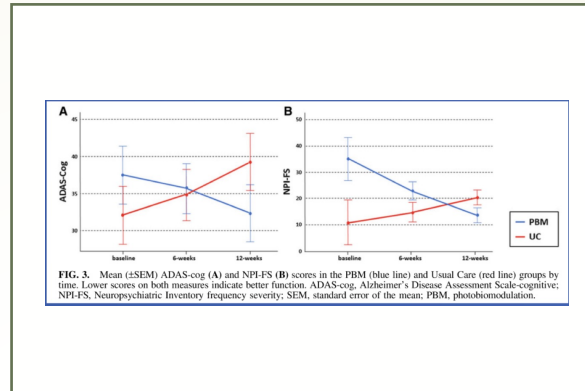 A
B
45
40
35
30
ADAS-Cog
baseline
6-weeks
12-weeks
50
40
30
20
10
0
NPI-FS
baseline
6-weeks
12-weeks
PBM
UC
FIG. 3. Mean (±SEM) ADAS-cog (A) and NPI-FS (B) scores in the PBM (blue line) and Usual Care (red line) groups by
time. Lower scores on both measures indicate better function. ADAS-cog, Alzheimer's Disease Assessment Scale-cognitive;
NPI-FS, Neuropsychiatric Inventory frequency severity; SEM, standard error of the mean; PBM, photobiomodulation.